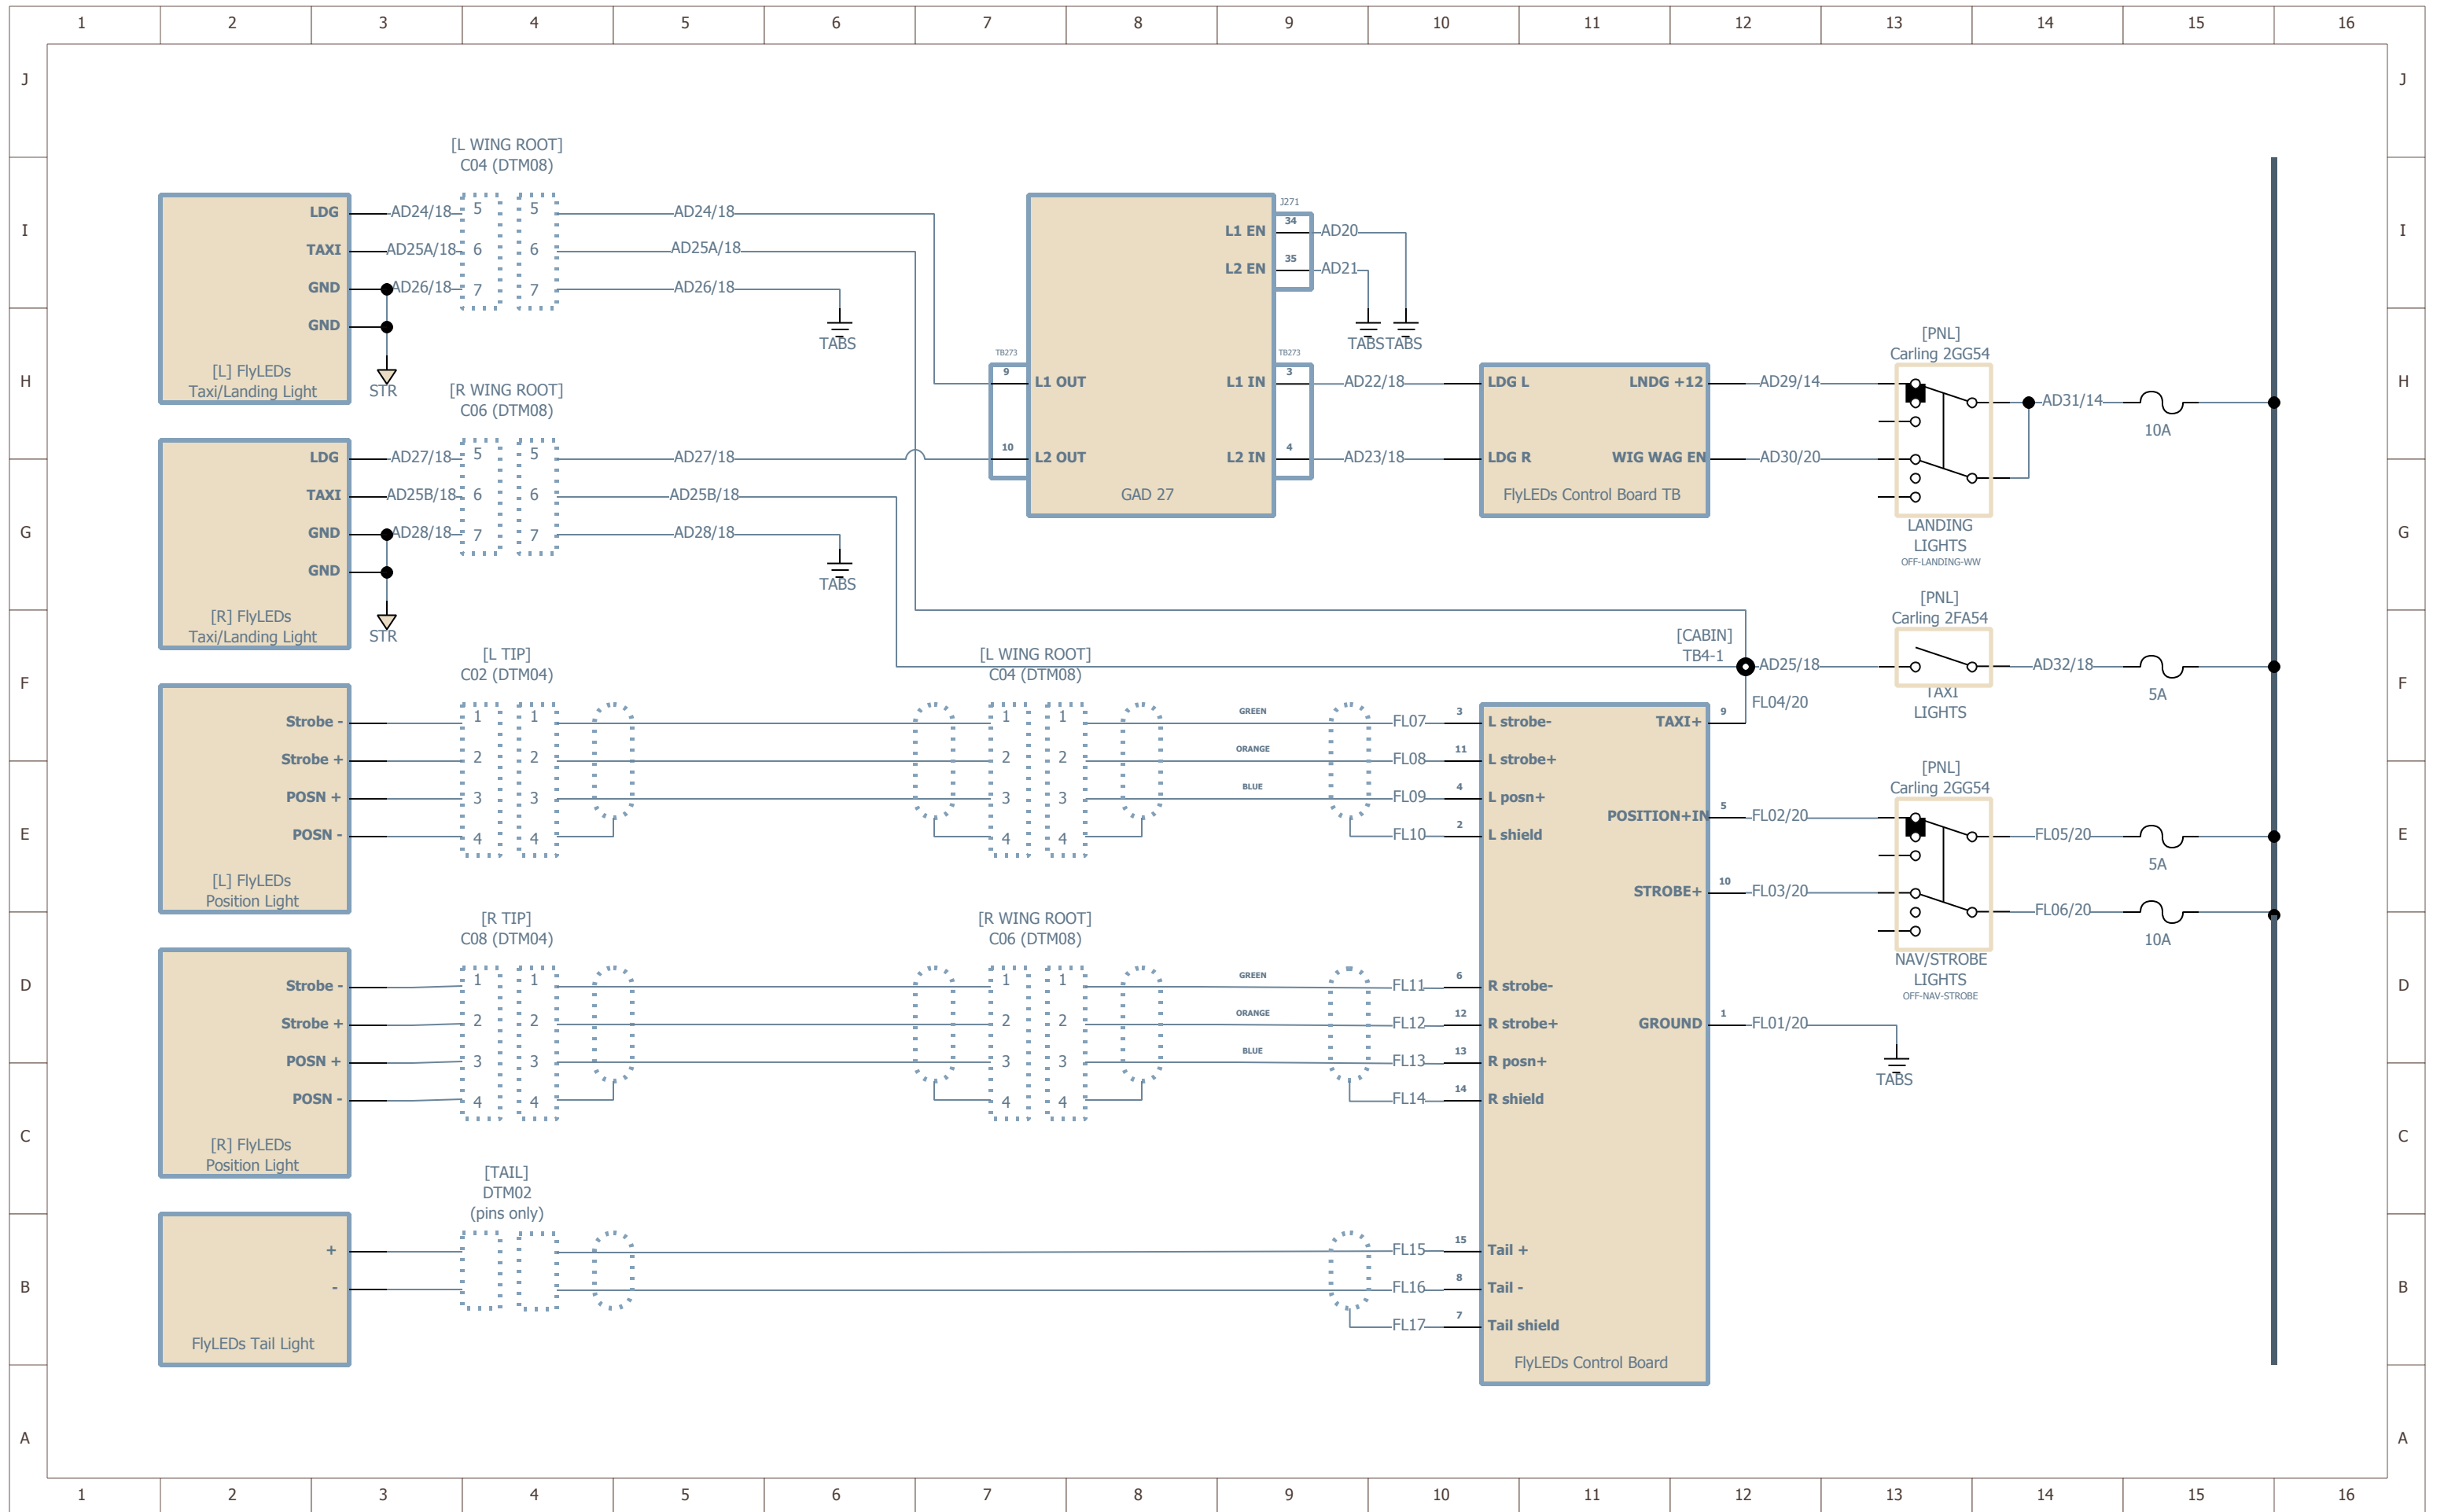 1 2 3 4 5 6 7 8 9 10 11 12 13 14 15 16
J J
[L WING ROOT]
C04 (DTM08)
I I
LDG AD24/18 5 5 AD24/18
TAXI AD25A/18 6 6 AD25A/18
GND AD26/18 7 7 AD26/18
GND
TABS
[L] FlyLEDs
Taxi/Landing Light
STR
J271
L1 EN 34 AD20
L2 EN 35 AD21
TABS TABS
H H
TB273 TB273
9 L1 OUT L1 IN 3 AD22/18
10 L2 OUT L2 IN 4 AD23/18
GAD 27
LDG L LNDG +12 AD29/14
LDG R WIG WAG EN AD30/20
FlyLEDs Control Board TB
[PNL]
Carling 2GG54
AD31/14
10A
LANDING
LIGHTS
OFF-LANDING-WW
[R WING ROOT]
C06 (DTM08)
LDG AD27/18 5 5 AD27/18
TAXI AD25B/18 6 6 AD25B/18
G G
GND AD28/18 7 7 AD28/18
GND
TABS
[R] FlyLEDs
Taxi/Landing Light
STR
[PNL]
Carling 2FA54
[CABIN]
TB4-1
AD25/18 AD32/18
5A
TAXI
LIGHTS
FL04/20
F F
[L TIP]
C02 (DTM04)
[L WING ROOT]
C04 (DTM08)
Strobe - 1 1 1 1 GREEN FL07 3 L strobe- TAXI+ 9
Strobe + 2 2 2 2 ORANGE FL08 11 L strobe+
POSN + 3 3 3 3 BLUE FL09 4 L posn+
POSN - 4 4 4 4 FL10 2 L shield
E E
[L] FlyLEDs
Position Light
[PNL]
Carling 2GG54
POSITION+IN 5 FL02/20 FL05/20
5A
STROBE+ 10 FL03/20 FL06/20
10A
NAV/STROBE
LIGHTS
OFF-NAV-STROBE
[R TIP]
C08 (DTM04)
[R WING ROOT]
C06 (DTM08)
D D
Strobe - 1 1 1 1 GREEN FL11 6 R strobe-
Strobe + 2 2 2 2 ORANGE FL12 12 R strobe+ GROUND 1 FL01/20
POSN + 3 3 3 3 BLUE FL13 13 R posn+
TABS
POSN - 4 4 4 4 FL14 14 R shield
C C
[R] FlyLEDs
Position Light
[TAIL]
DTM02
(pins only)
+ FL15 15 Tail +
B B
- FL16 8 Tail -
FL17 7 Tail shield
FlyLEDs Tail Light
FlyLEDs Control Board
A A
1 2 3 4 5 6 7 8 9 10 11 12 13 14 15 16